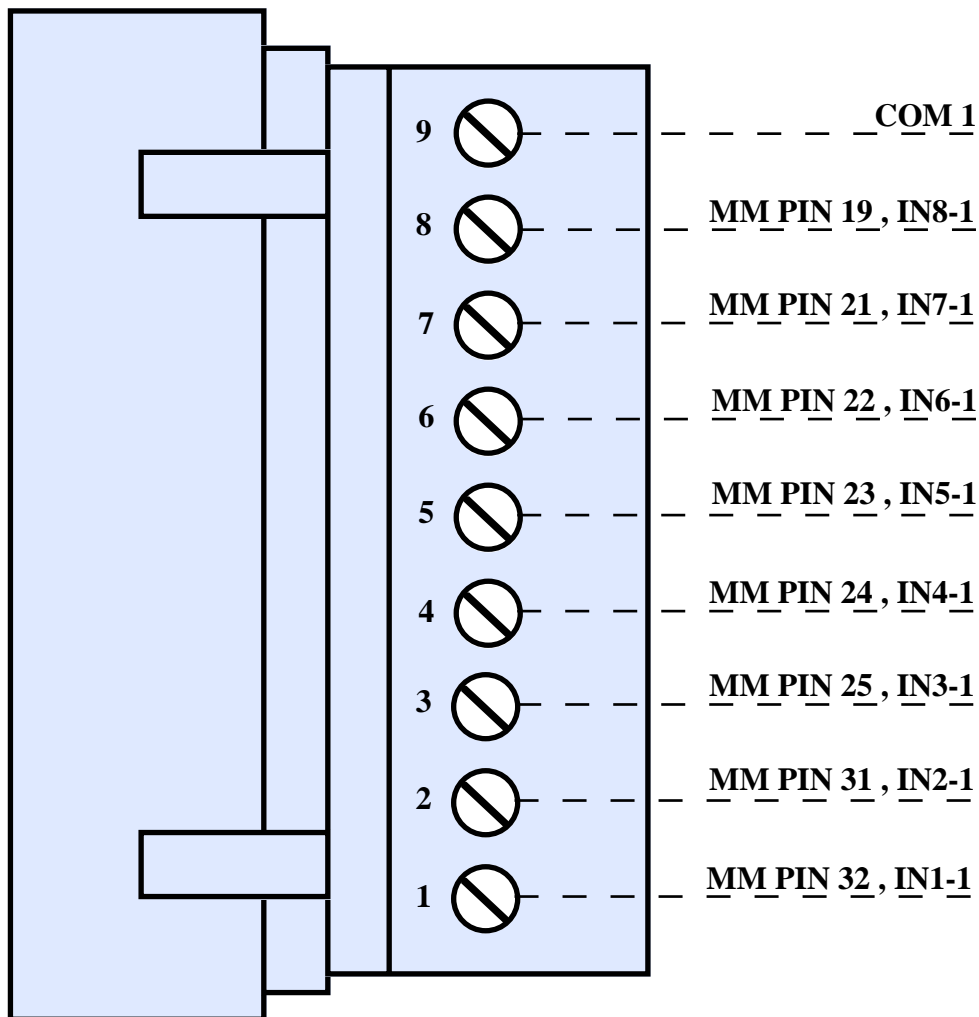 9 COM 1
8 MM PIN 19 , IN8-1
7 MM PIN 21 , IN7-1
6 MM PIN 22 , IN6-1
5 MM PIN 23 , IN5-1
4 MM PIN 24 , IN4-1
3 MM PIN 25 , IN3-1
2 MM PIN 31 , IN2-1
1 MM PIN 32 , IN1-1